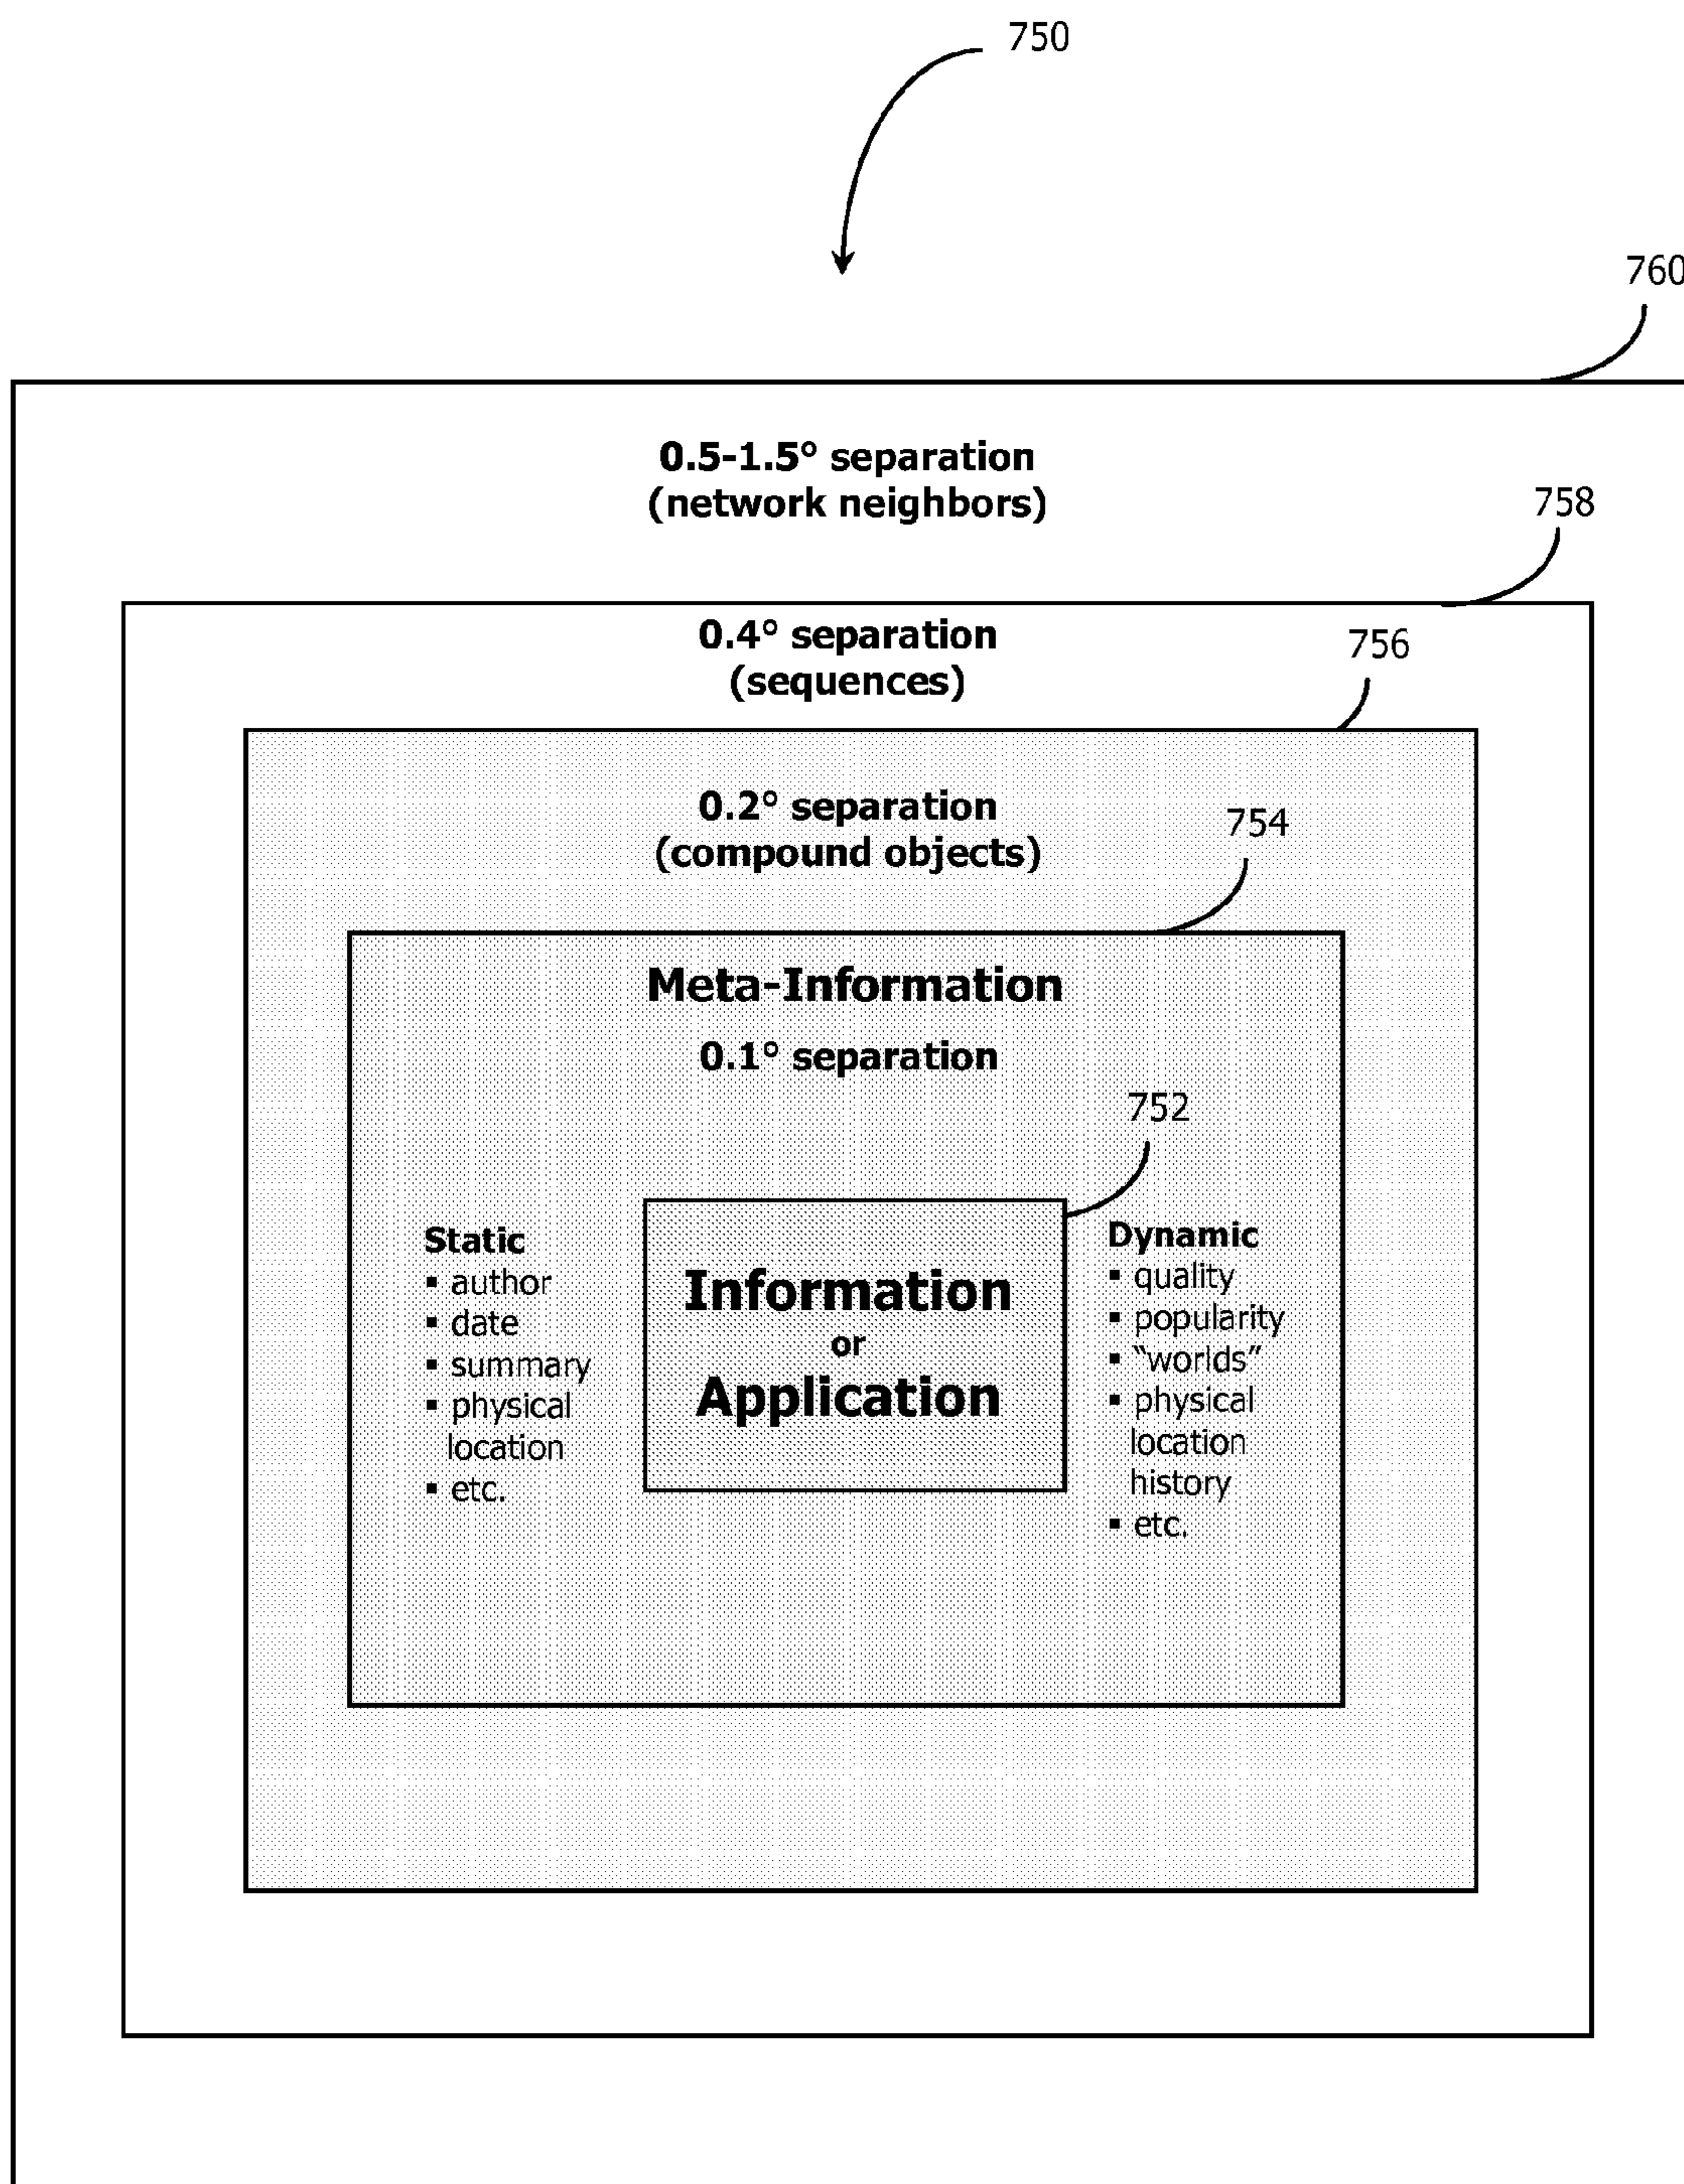 750
760
0.5-1.5° separation
(network neighbors)
758
0.4° separation
(sequences)
756
0.2° separation
(compound objects)
754
Meta-Information
0.1° separation
752
Static
▪ author
▪ date
▪ summary
▪ physical
location
▪ etc.
Information
or
Application
Dynamic
▪ quality
▪ popularity
▪ “worlds”
▪ physical
location
history
▪ etc.